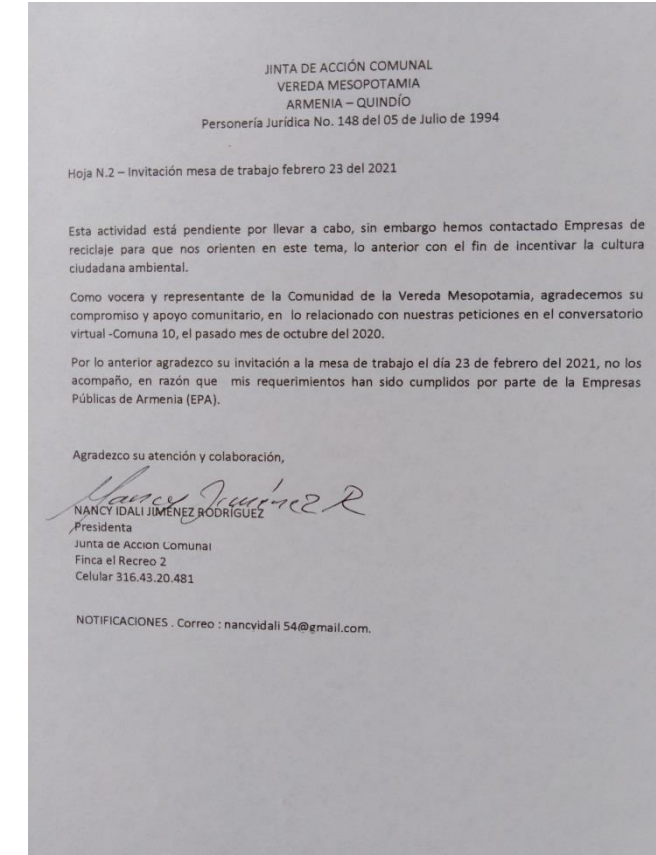 JINTA DE ACCIÓN COMUNAL
VEREDA MESOPOTAMIA
ARMENIA – QUINDÍO
Personería Jurídica No. 148 del 05 de Julio de 1994
Hoja N.2 – Invitación mesa de trabajo febrero 23 del 2021
Esta actividad está pendiente por llevar a cabo, sin embargo hemos contactado Empresas de
reciclaje para que nos orienten en este tema, lo anterior con el fin de incentivar la cultura
ciudadana ambiental.
Como vocera y representante de la Comunidad de la Vereda Mesopotamia, agradecemos su
compromiso y apoyo comunitario, en lo relacionado con nuestras peticiones en el conversatorio
virtual -Comuna 10, el pasado mes de octubre del 2020.
Por lo anterior agradezco su invitación a la mesa de trabajo el día 23 de febrero del 2021, no los
acompaño, en razón que mis requerimientos han sido cumplidos por parte de la Empresas
Públicas de Armenia (EPA).
Agradezco su atención y colaboración,
Nancy Jiménez R
NANCY IDALI JIMÉNEZ RODRÍGUEZ
Presidenta
Junta de Acción Comunal
Finca el Recreo 2
Celular 316.43.20.481
NOTIFICACIONES . Correo : nancyidali 54@gmail.com.